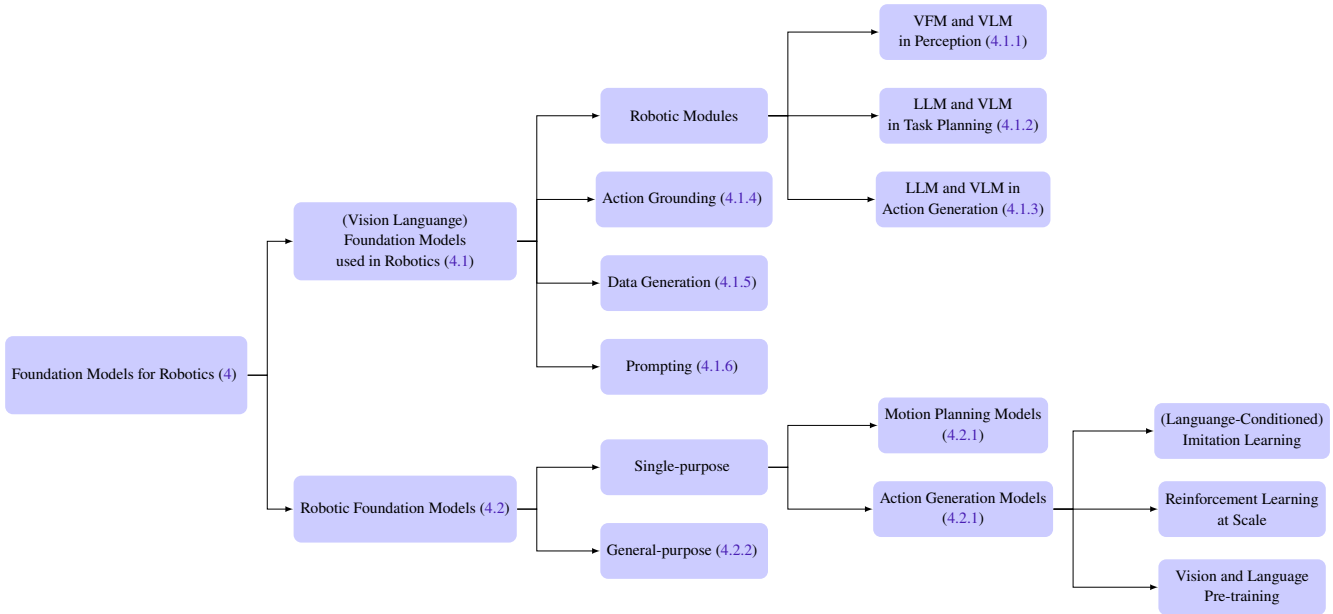 VFM and VLM
in Perception (4.1.1)
Robotic Modules
LLM and VLM
in Task Planning (4.1.2)
Action Grounding (4.1.4)
LLM and VLM in
Action Generation (4.1.3)
(Vision Languange)
Foundation Models
used in Robotics (4.1)
Data Generation (4.1.5)
Foundation Models for Robotics (4)
Prompting (4.1.6)
Motion Planning Models
(4.2.1)
(Languange-Conditioned)
Imitation Learning
Single-purpose
Robotic Foundation Models (4.2)
Action Generation Models
(4.2.1)
Reinforcement Learning
at Scale
General-purpose (4.2.2)
Vision and Language
Pre-training